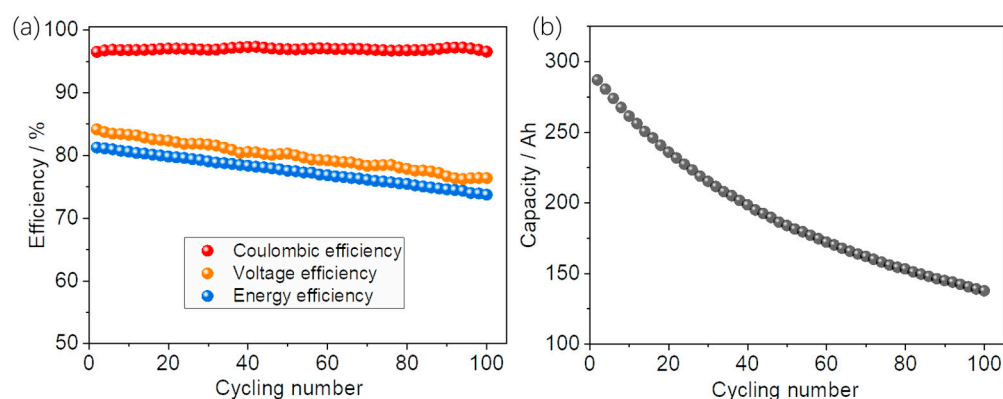 (a)
100
90
80
70
60
50
Efficiency / %
Coulombic efficiency
Voltage efficiency
Energy efficiency
0 20 40 60 80 100
Cycling number
(b)
300
250
200
150
100
Capacity / Ah
0 20 40 60 80 100
Cycling number